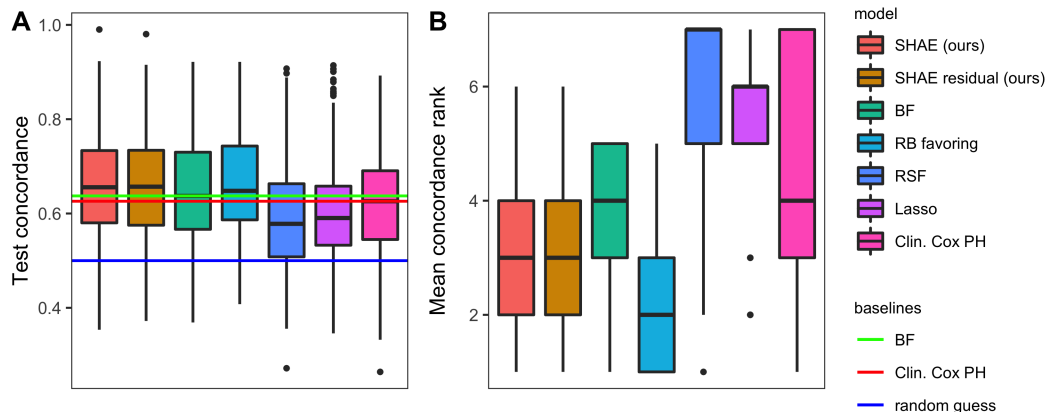 A
B
Test concordance
1.0
0.8
0.6
0.4
Mean concordance rank
6
4
2
model
SHAE (ours)
SHAE residual (ours)
BF
RB favoring
RSF
Lasso
Clin. Cox PH
baselines
BF
Clin. Cox PH
random guess